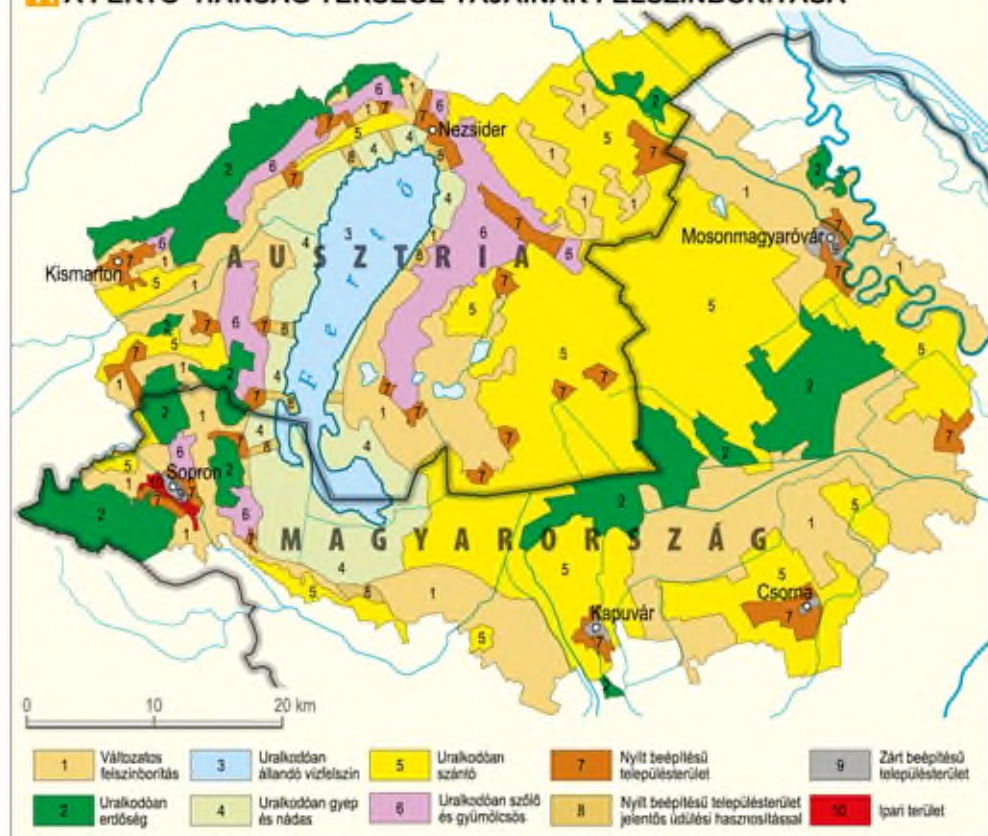 A FERTŐ-HANSÁG TÉRSÉGE TÁJAINAK FELSZÍNBORÍTÁSA
Nezsider
Mosonmagyaróvár
Kismarton
AUSZTRIA
Fertő
Sopron
MAGYARORSZÁG
Kapuvár
Csorna
0 10 20 km
1 Változatos felszínborítás
3 Uralkodóan állandó vízfelszín
5 Uralkodóan szántó
7 Nyílt beépítésű településterület
9 Zárt beépítésű településterület
2 Uralkodóan erdőség
4 Uralkodóan gyep és nádas
6 Uralkodóan szőlő és gyümölcsös
8 Nyílt beépítésű településterület jelentős üdülési hasznosítással
10 Ipari terület